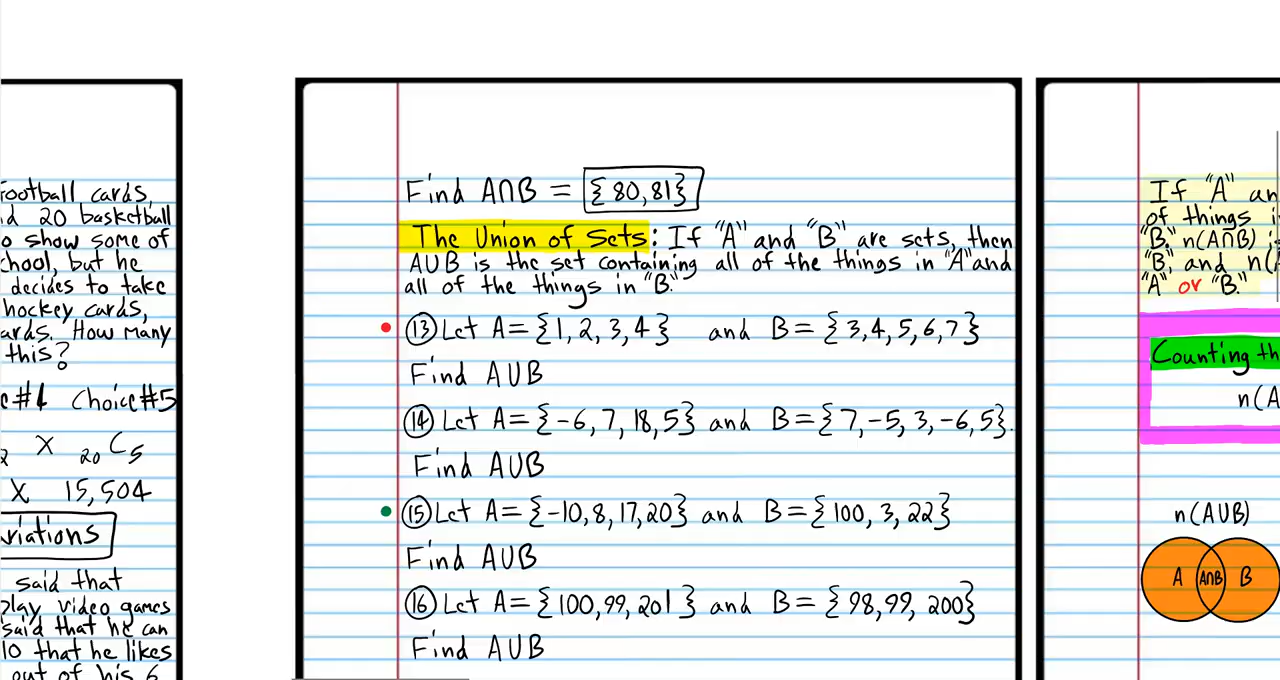 Football cards,
20 basketball
show some of
but he
decides to take
hockey cards,
How many
this?
Choice#5
X 20C5
X 15,504
said that
play video games
said that he can
10 that he likes
out of his 6
Find A∩B = {80,81}
The Union of Sets: If "A" and "B" are sets, then
AUB is the set containing all of the things in "A" and
all of the things in "B."
13 Let A={1,2,3,4} and B={3,4,5,6,7}
Find AUB
14 Let A={-6,7,18,5} and B={7,-5,3,-6,5}.
Find AUB
15 Let A={-10,8,17,20} and B={100,3,22}
Find AUB
16 Let A={100,99,201} and B={98,99,200}
Find AUB
If "A"
of things
"B." n(A∩B)
"B", and
"A" or "B."
Counting
n(AUB)
A A∩B B